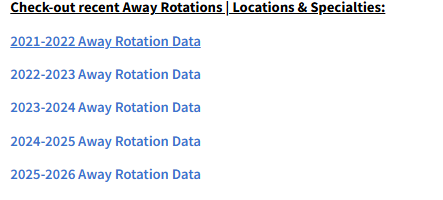 Check-out recent Away Rotations | Locations & Specialties:
2021-2022 Away Rotation Data
2022-2023 Away Rotation Data
2023-2024 Away Rotation Data
2024-2025 Away Rotation Data
2025-2026 Away Rotation Data